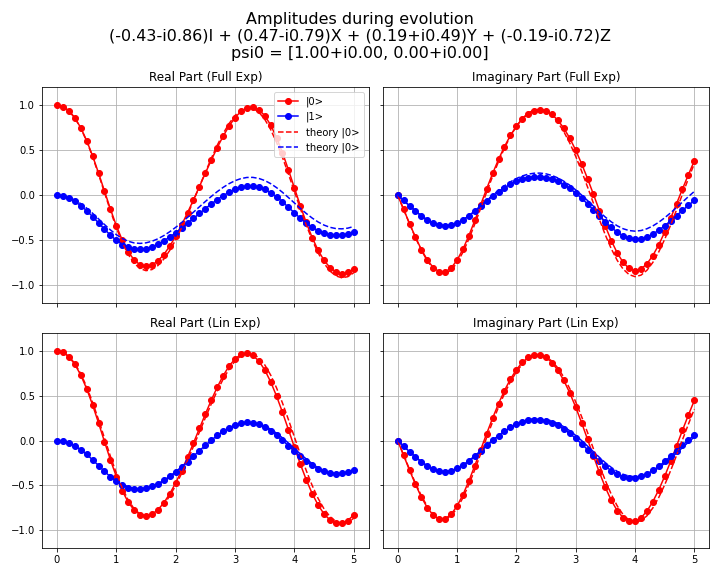 Amplitudes during evolution
(-0.43-i0.86)I + (0.47-i0.79)X + (0.19+i0.49)Y + (-0.19-i0.72)Z
psi0 = [1.00+i0.00, 0.00+i0.00]
Real Part (Full Exp)
Imaginary Part (Full Exp)
1.0
0.5
0.0
−0.5
−1.0
|0>
|1>
theory |0>
theory |0>
Real Part (Lin Exp)
Imaginary Part (Lin Exp)
1.0
0.5
0.0
−0.5
−1.0
0 1 2 3 4 5
0 1 2 3 4 5